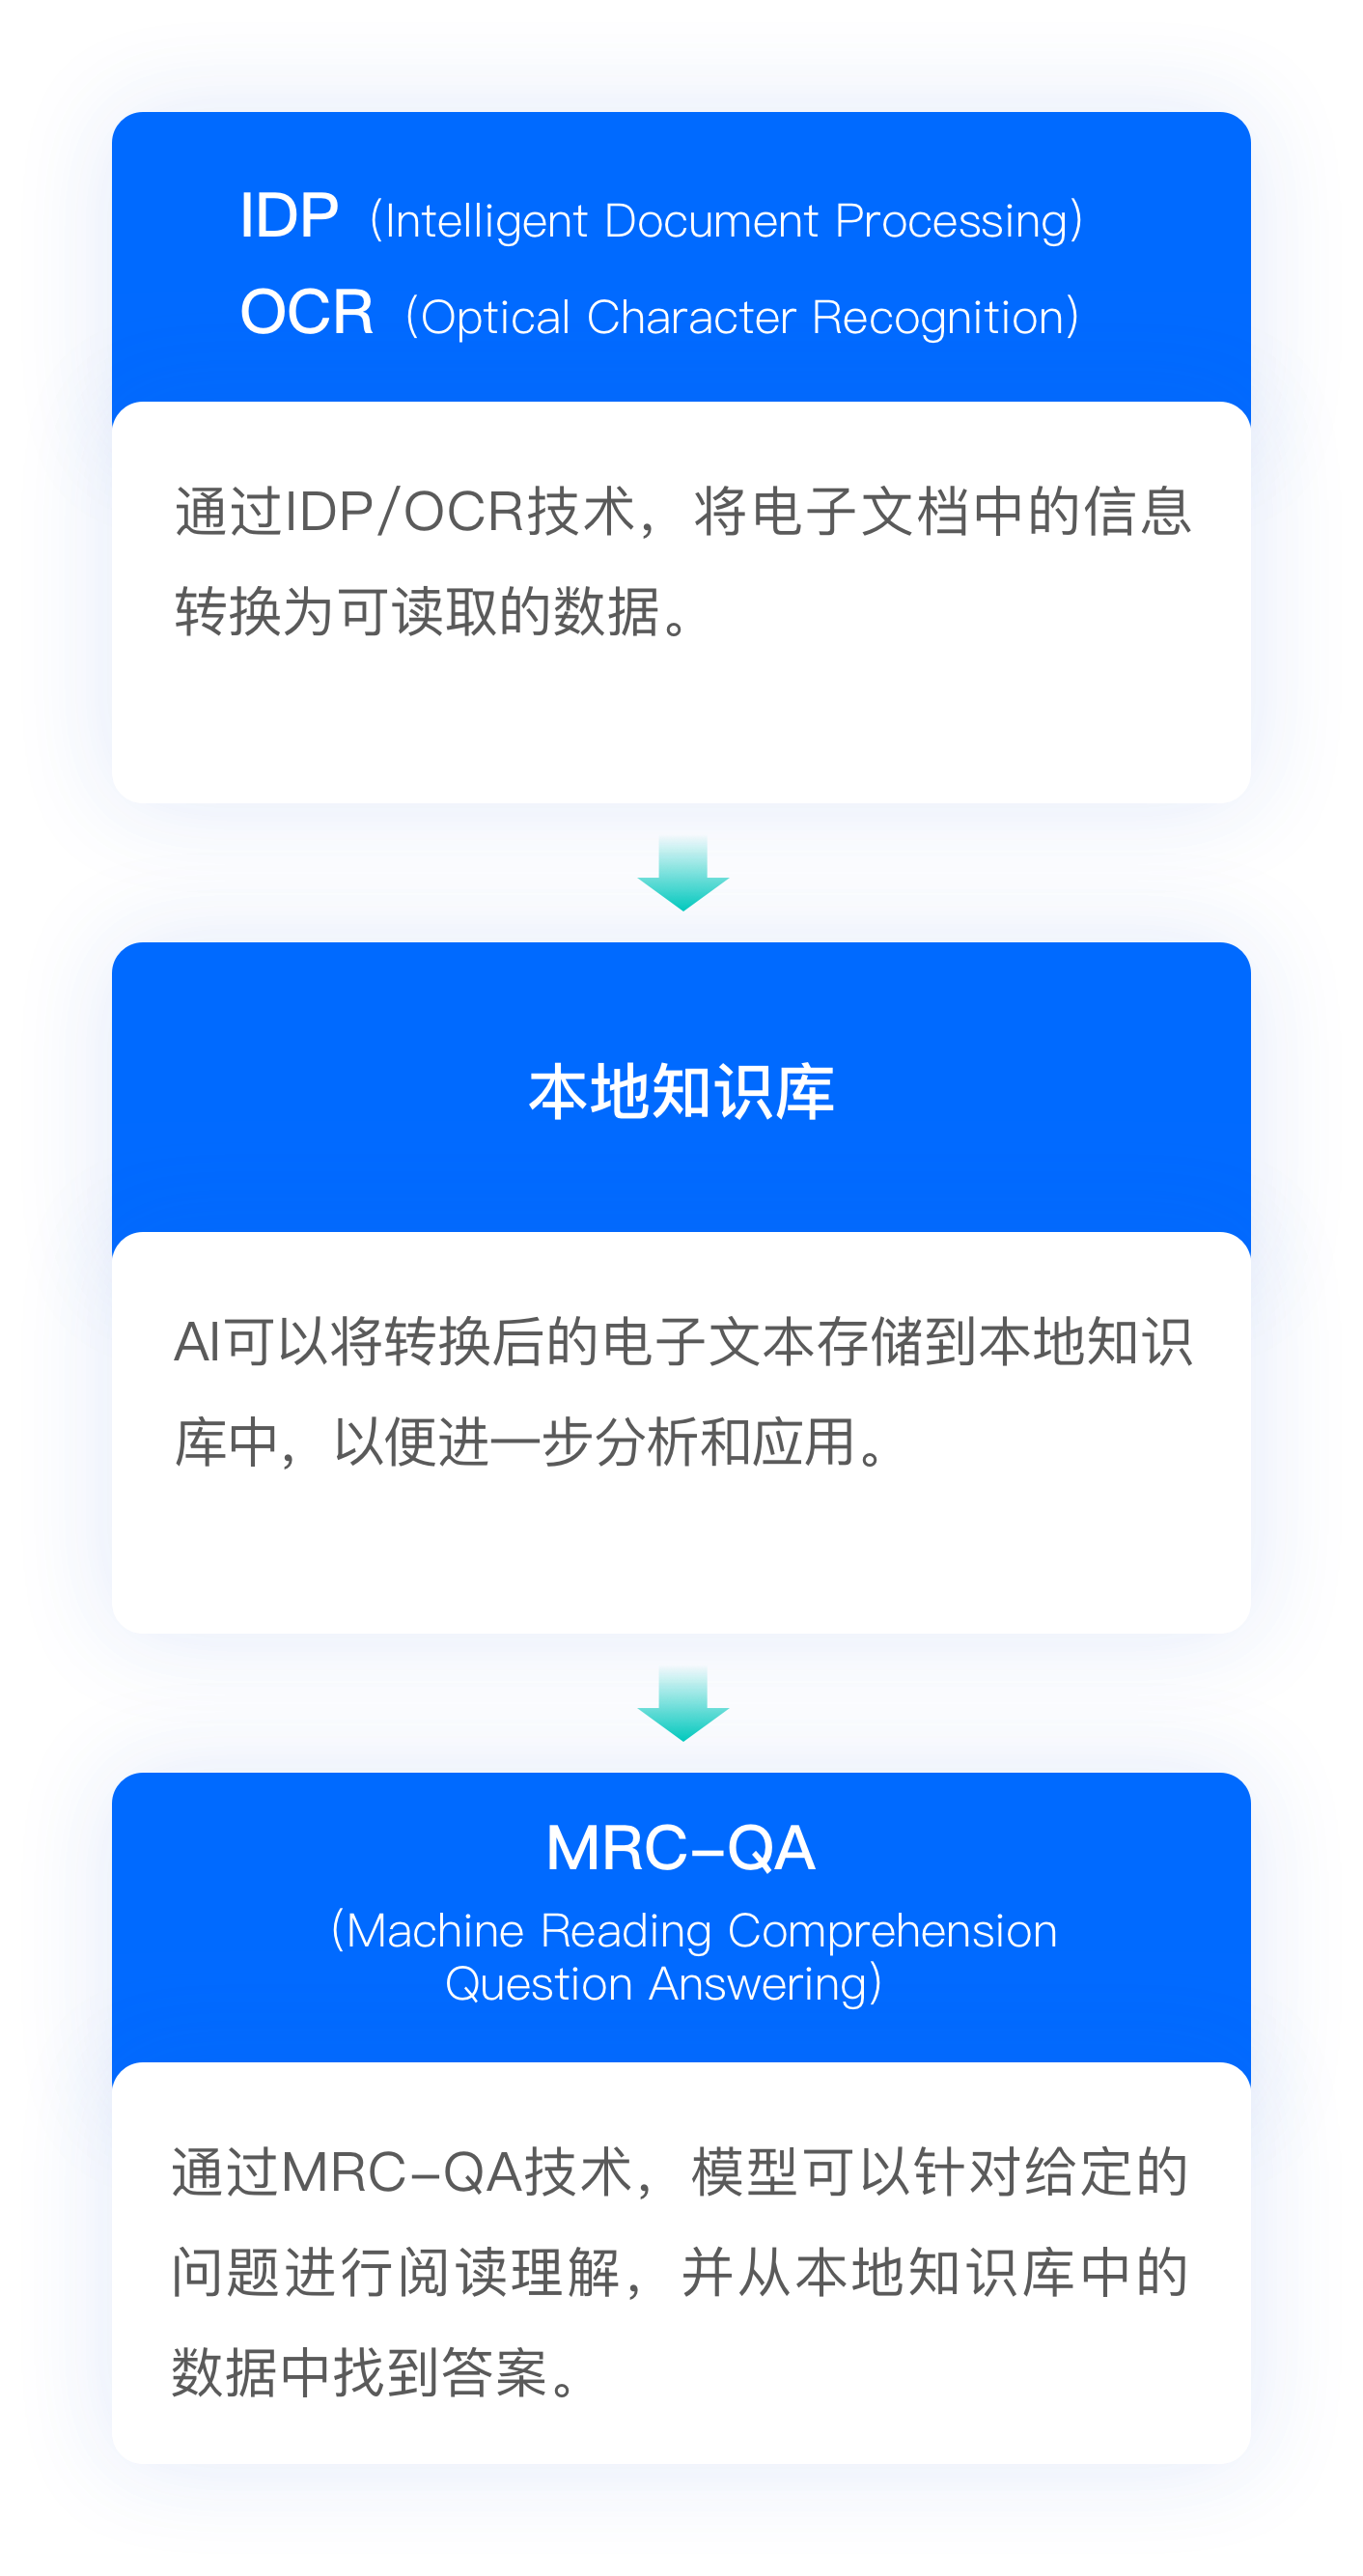 IDP（Intelligent Document Processing）
OCR（Optical Character Recognition）
通过IDP/OCR技术，将电子文档中的信息
转换为可读取的数据。
本地知识库
AI可以将转换后的电子文本存储到本地知识
库中，以便进一步分析和应用。
MRC-QA
（Machine Reading Comprehension
Question Answering）
通过MRC-QA技术，模型可以针对给定的
问题进行阅读理解，并从本地知识库中的
数据中找到答案。